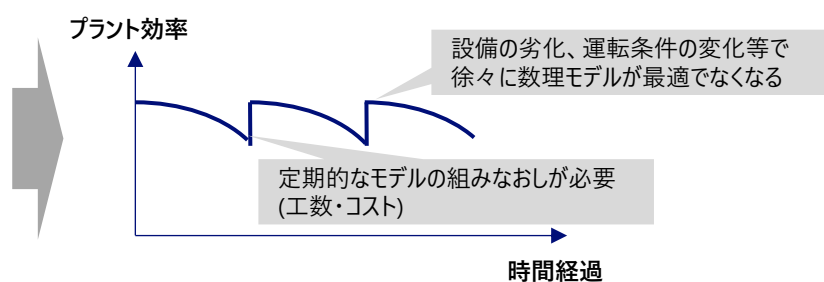 プラント効率
設備の劣化、運転条件の変化等で
徐々に数理モデルが最適でなくなる
定期的なモデルの組みなおしが必要
(工数・コスト)
時間経過